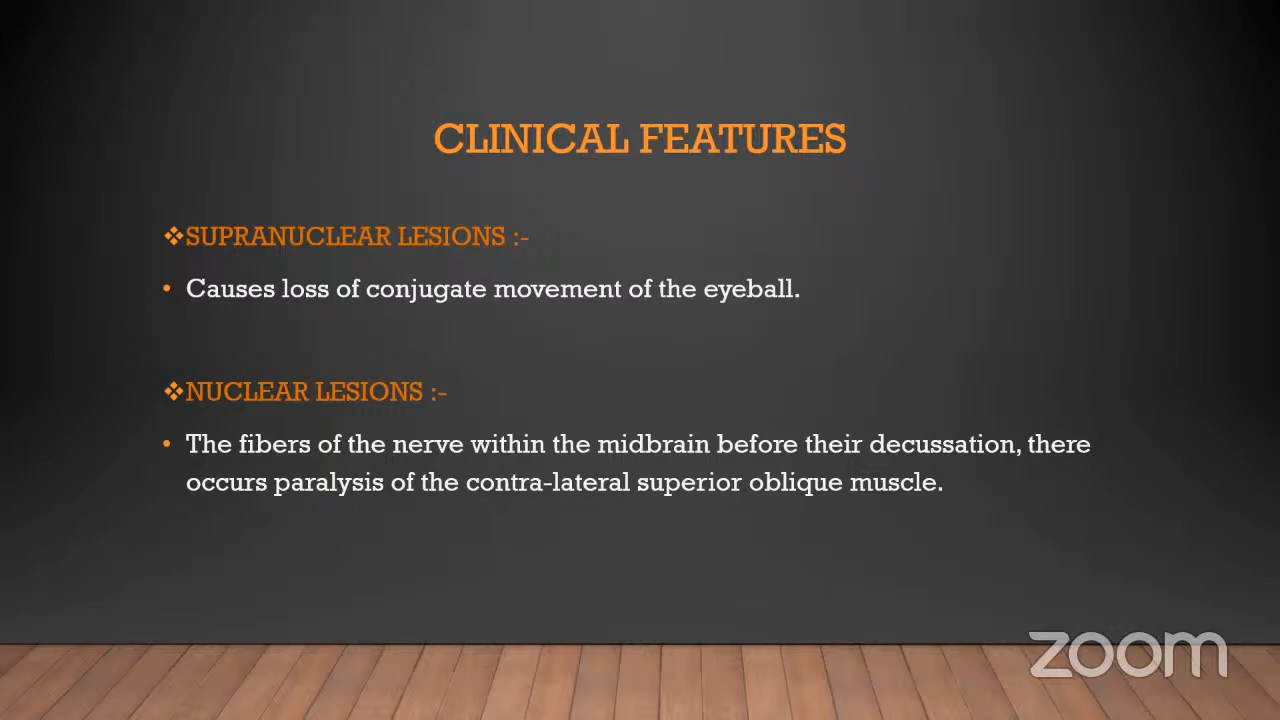 CLINICAL FEATURES
❖SUPRANUCLEAR LESIONS :-
• Causes loss of conjugate movement of the eyeball.
❖NUCLEAR LESIONS :-
• The fibers of the nerve within the midbrain before their decussation, there
occurs paralysis of the contra-lateral superior oblique muscle.
zoom